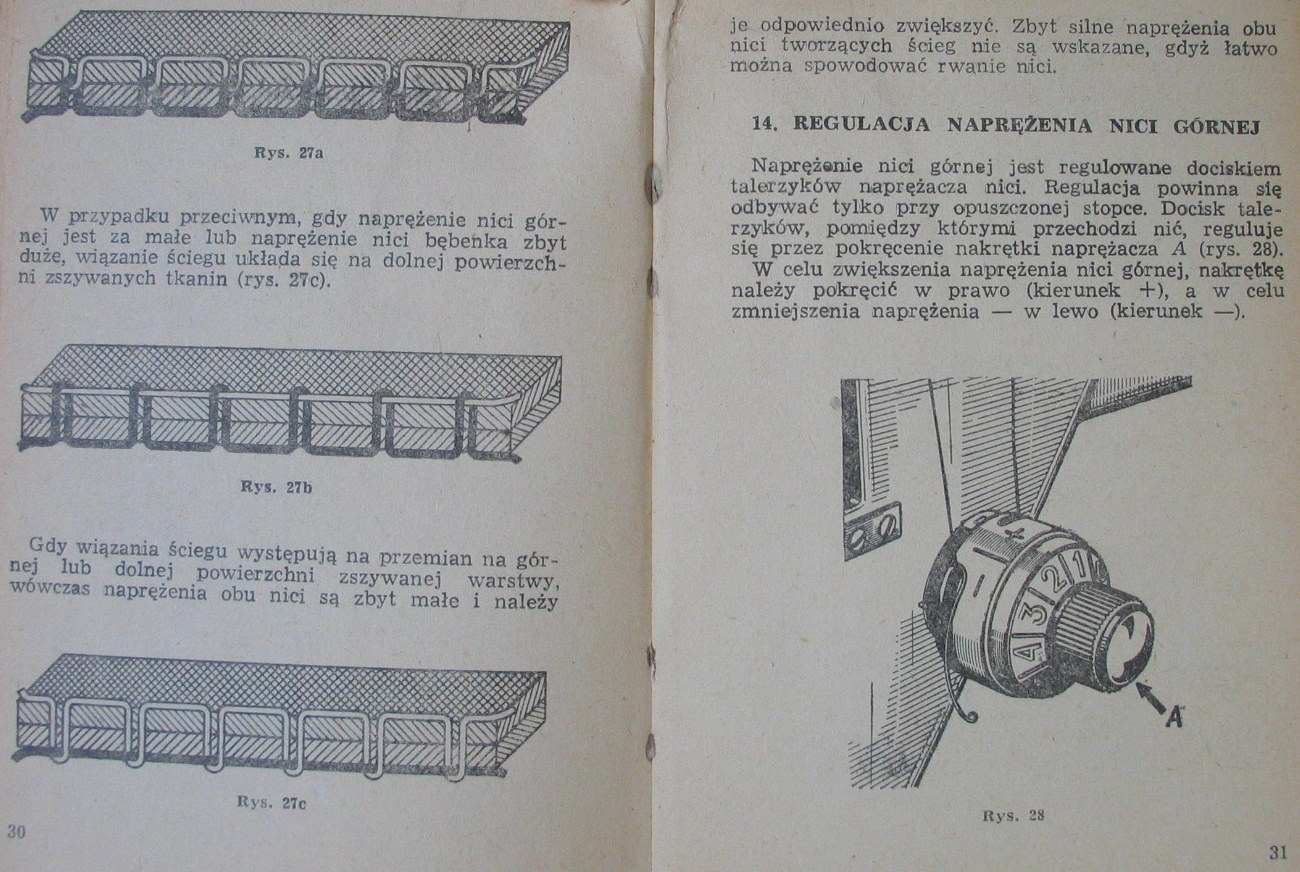 Rys. 27a
W przypadku przeciwnym, gdy naprężenie nici gór-
nej jest za małe lub naprężenie nici bębenka zbyt
duże, wiązanie ściegu układa się na dolnej powierzch-
ni zszywanych tkanin (rys. 27c).
Rys. 27b
Gdy wiązania ściegu występują na przemian na gór-
nej lub dolnej powierzchni zszywanej warstwy,
wówczas naprężenia obu nici są zbyt małe i należy
Rys. 27c
30
je odpowiednio zwiększyć. Zbyt silne naprężenia obu
nici tworzących ścieg nie są wskazane, gdyż łatwo
można spowodować rwanie nici.
14. REGULACJA NAPRĘŻENIA NICI GÓRNEJ
Naprężenie nici górnej jest regulowane dociskiem
talerzyków naprężacza nici. Regulacja powinna się
odbywać tylko przy opuszczonej stopce. Docisk tale-
rzyków, pomiędzy którymi przechodzi nić, reguluje
się przez pokręcenie nakrętki naprężacza A (rys. 28).
W celu zwiększenia naprężenia nici górnej, nakrętkę
należy pokręcić w prawo (kierunek +), a w celu
zmniejszenia naprężenia — w lewo (kierunek —).
+
−
1
2
3
4
A
Rys. 28
31